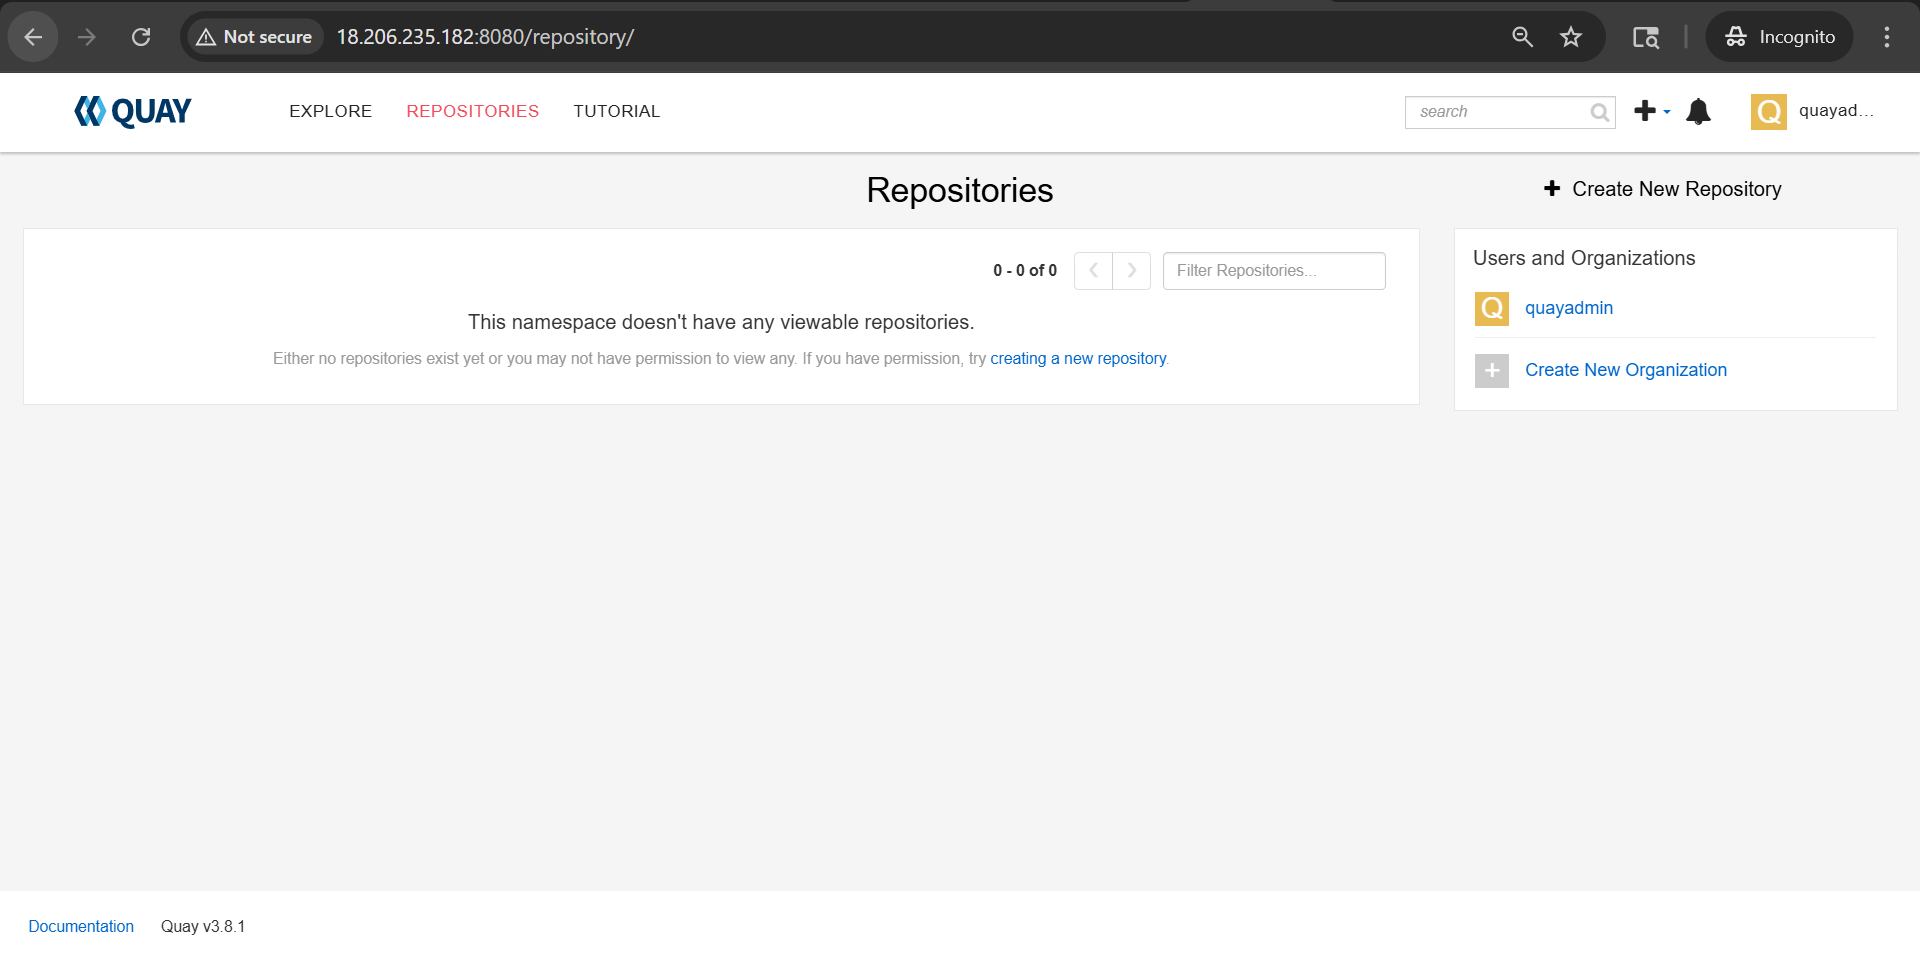 Not secure 18.206.235.182:8080/repository/ Incognito
QUAY EXPLORE REPOSITORIES TUTORIAL search Q quayad...
Repositories
Create New Repository
0 - 0 of 0 Filter Repositories...
This namespace doesn't have any viewable repositories.
Either no repositories exist yet or you may not have permission to view any. If you have permission, try creating a new repository.
Users and Organizations
Q quayadmin
Create New Organization
Documentation Quay v3.8.1